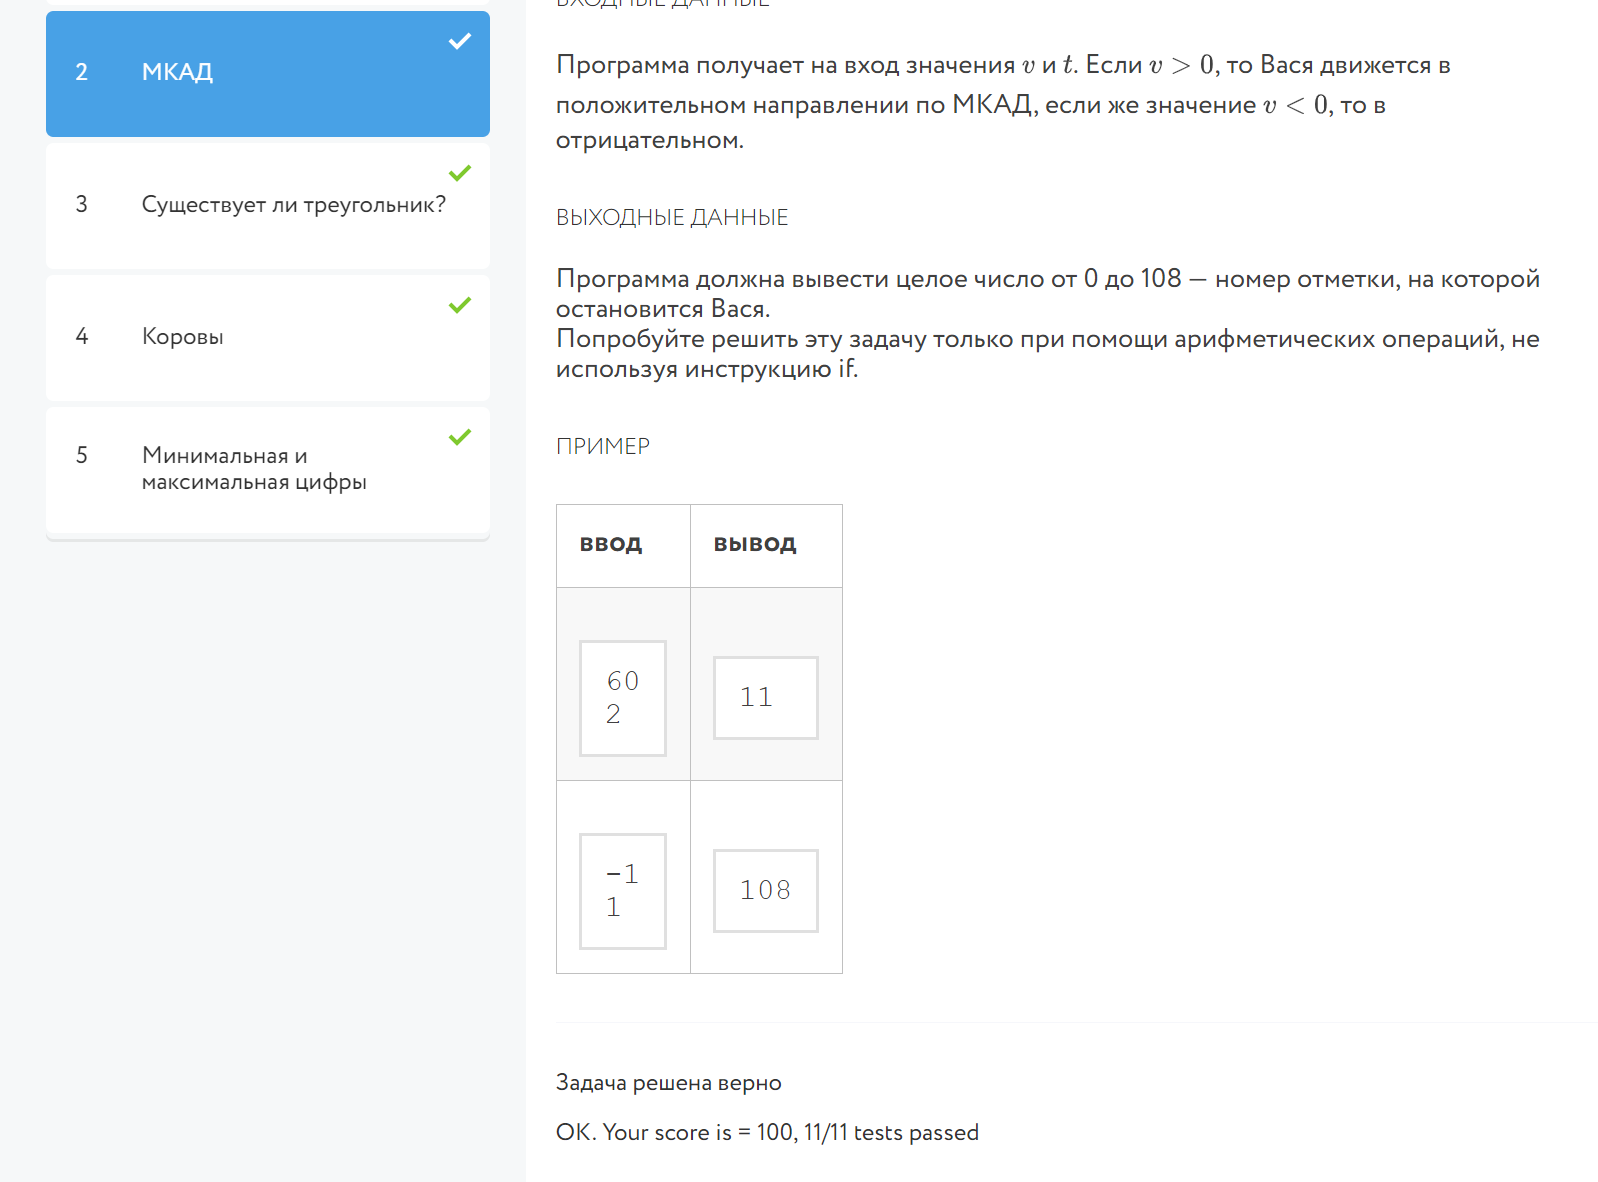 2 МКАД
3 Существует ли треугольник?
4 Коровы
5 Минимальная и
максимальная цифры
ВХОДНЫЕ ДАННЫЕ
Программа получает на вход значения v и t. Если v > 0, то Вася движется в
положительном направлении по МКАД, если же значение v < 0, то в
отрицательном.
ВЫХОДНЫЕ ДАННЫЕ
Программа должна вывести целое число от 0 до 108 — номер отметки, на которой
остановится Вася.
Попробуйте решить эту задачу только при помощи арифметических операций, не
используя инструкцию if.
ПРИМЕР
ВВОД ВЫВОД
60
2
11
-1
1
108
Задача решена верно
OK. Your score is = 100, 11/11 tests passed